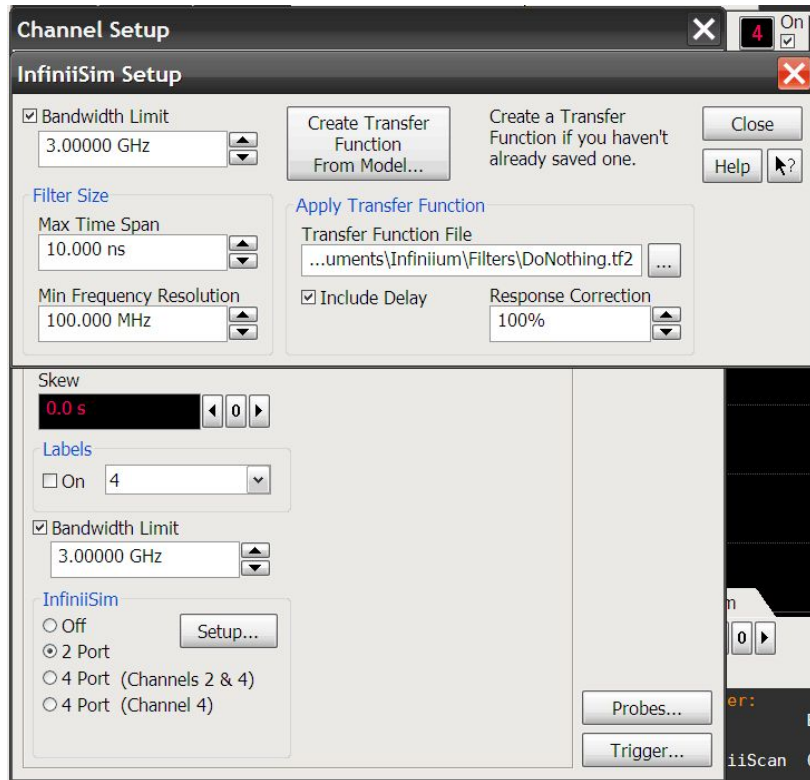 Channel Setup
4
On
InfiniiSim Setup
Bandwidth Limit
3.00000 GHz
Create Transfer
Function
From Model...
Create a Transfer
Function if you haven't
already saved one.
Close
Help
?
Filter Size
Max Time Span
10.000 ns
Min Frequency Resolution
100.000 MHz
Apply Transfer Function
Transfer Function File
...uments\Infiniium\Filters\DoNothing.tf2
...
Include Delay
Response Correction
100%
Skew
0.0 s
0
Labels
On
4
Bandwidth Limit
3.00000 GHz
InfiniiSim
Off
Setup...
2 Port
4 Port (Channels 2 & 4)
4 Port (Channel 4)
Probes...
Trigger...
m
0
er:
iiScan